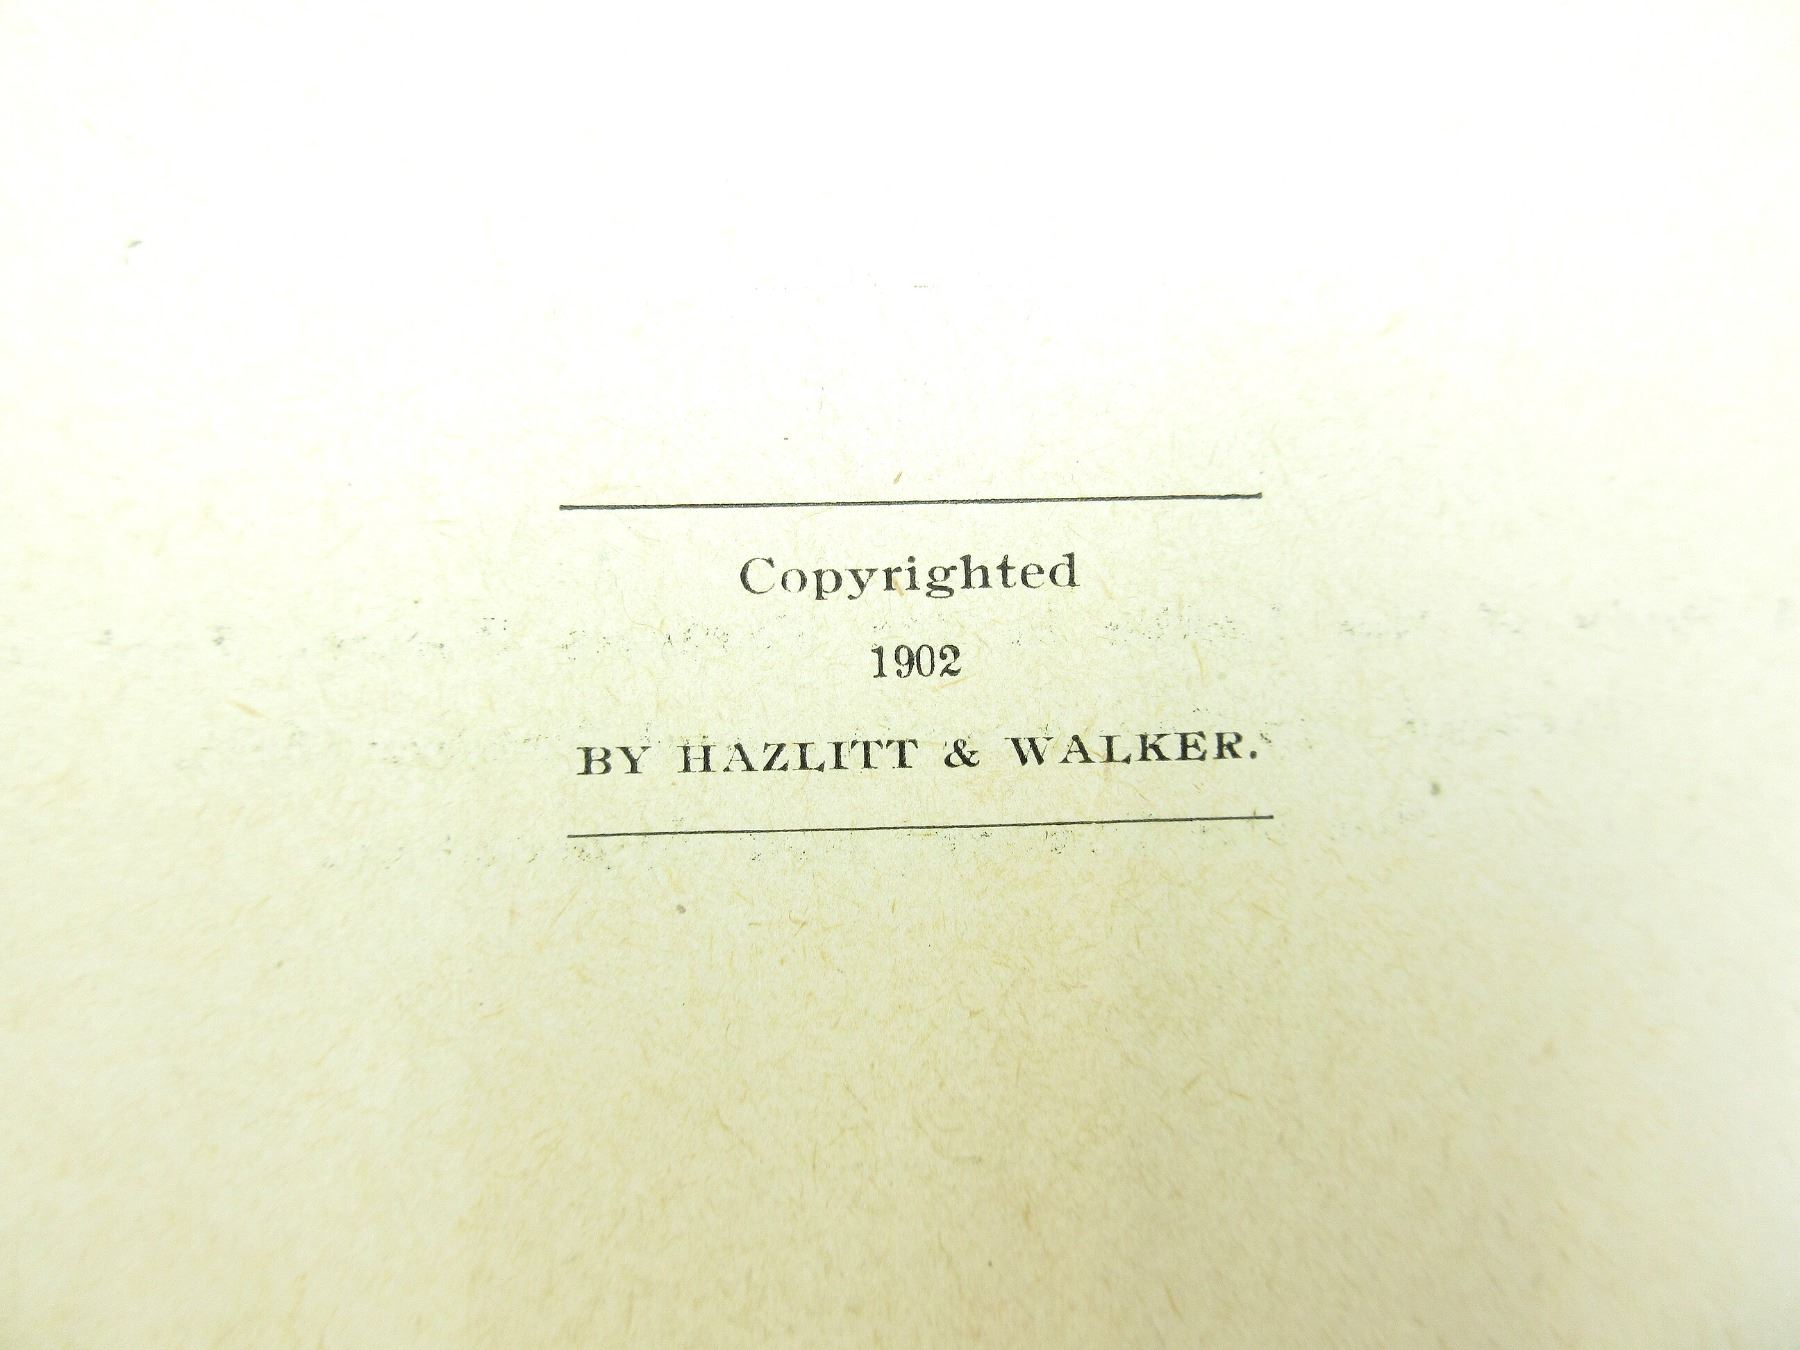 Copyrighted
1902
BY HAZLITT & WALKER.